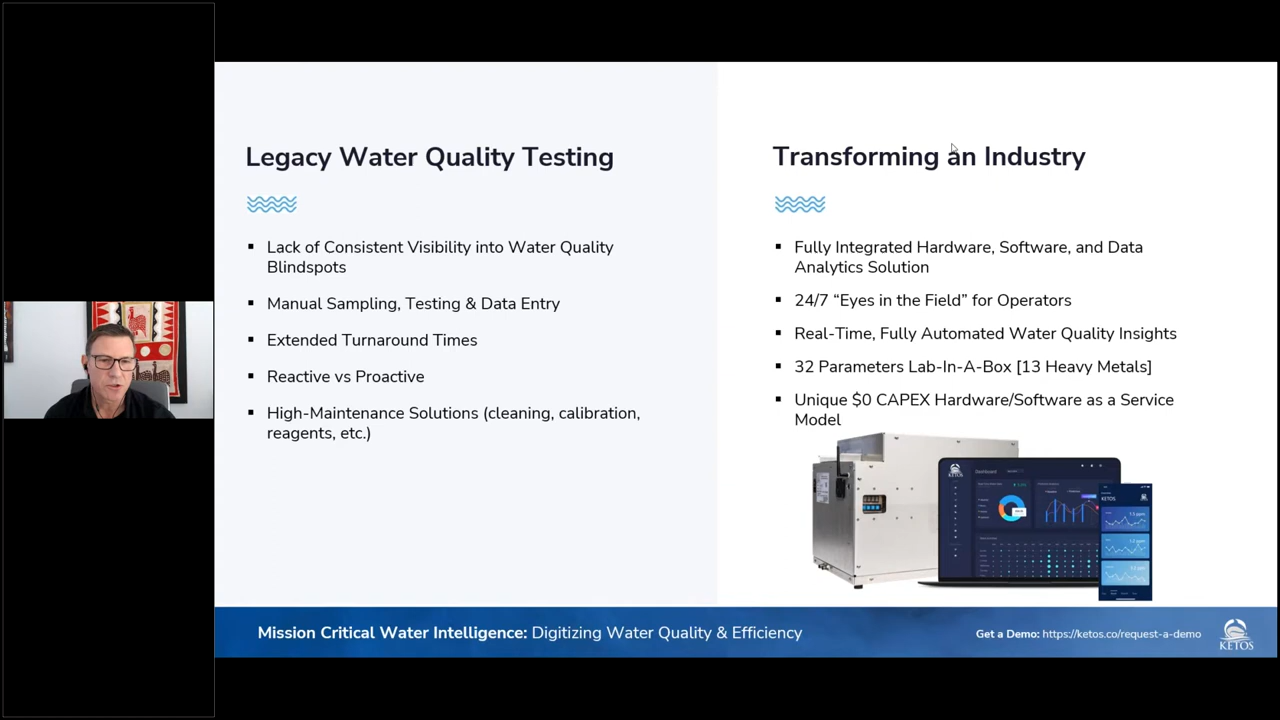 Legacy Water Quality Testing
▪ Lack of Consistent Visibility into Water Quality
Blindspots
▪ Manual Sampling, Testing & Data Entry
▪ Extended Turnaround Times
▪ Reactive vs Proactive
▪ High-Maintenance Solutions (cleaning, calibration,
reagents, etc.)
Transforming an Industry
▪ Fully Integrated Hardware, Software, and Data
Analytics Solution
▪ 24/7 “Eyes in the Field” for Operators
▪ Real-Time, Fully Automated Water Quality Insights
▪ 32 Parameters Lab-In-A-Box [13 Heavy Metals]
▪ Unique $0 CAPEX Hardware/Software as a Service
Model
Dashboard
KETOS
Mission Critical Water Intelligence: Digitizing Water Quality & Efficiency
Get a Demo: https://ketos.co/request-a-demo
KETOS